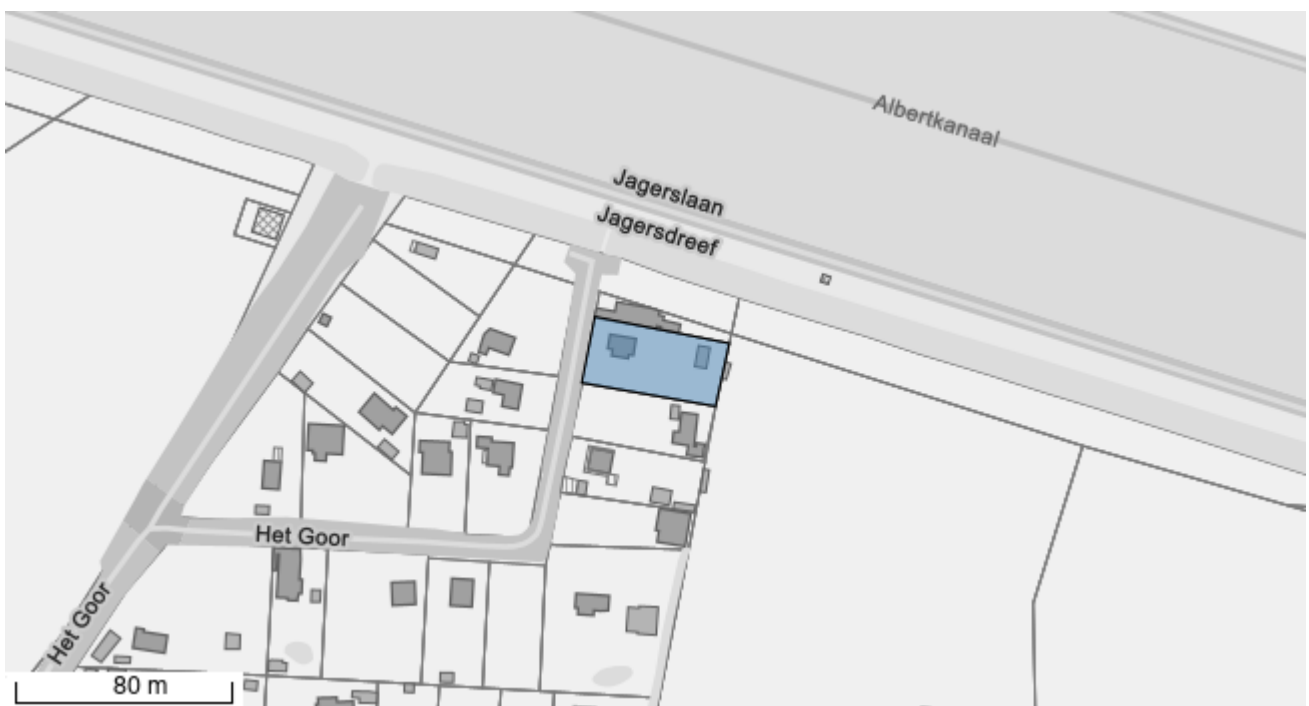 Albertkanaal
Jagerslaan
Jagersdreef
Het Goor
Het Goor
80 m